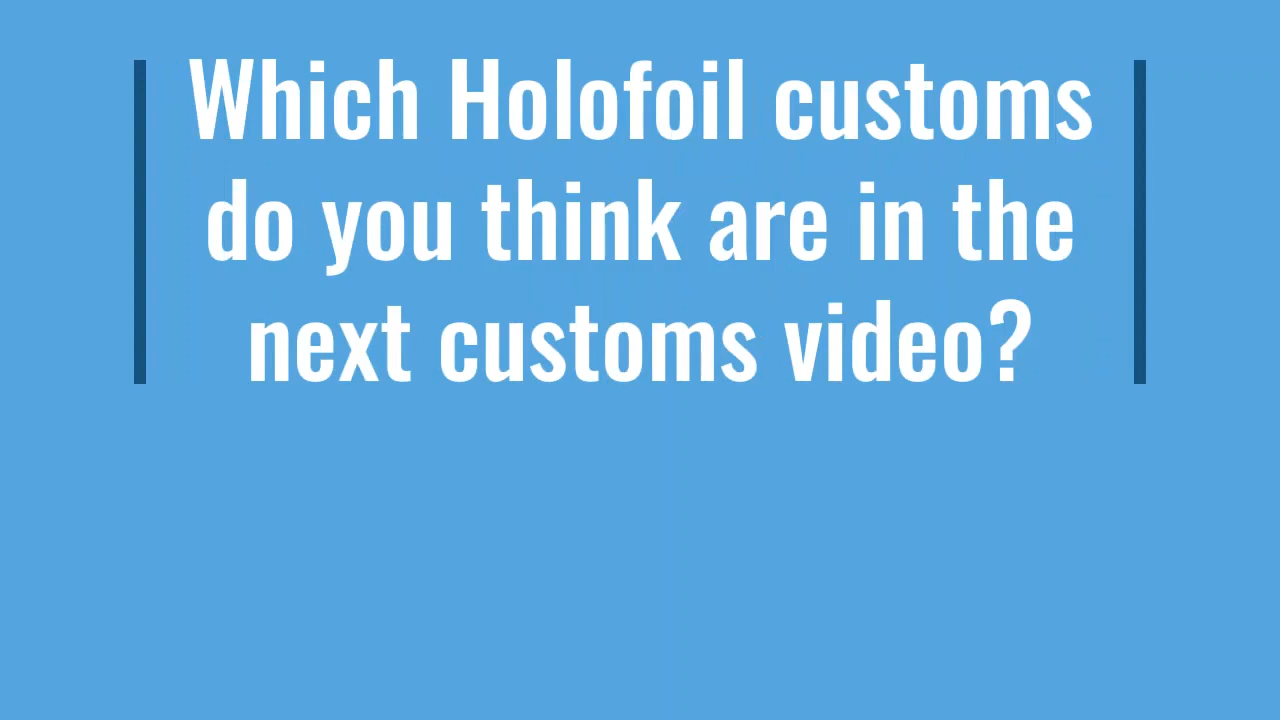 Which Holofoil customs
do you think are in the
next customs video?